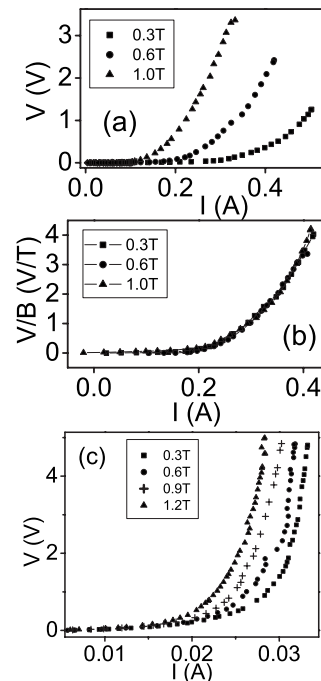 3
2
1
0
V (V)
0.3T
0.6T
1.0T
(a)
0.0 0.2 0.4
I (A)
4
3
2
1
0
V/B (V/T)
0.3T
0.6T
1.0T
(b)
0.0 0.2 0.4
I (A)
(c)
4
2
0
V (V)
0.3T
0.6T
0.9T
1.2T
0.01 0.02 0.03
I (A)